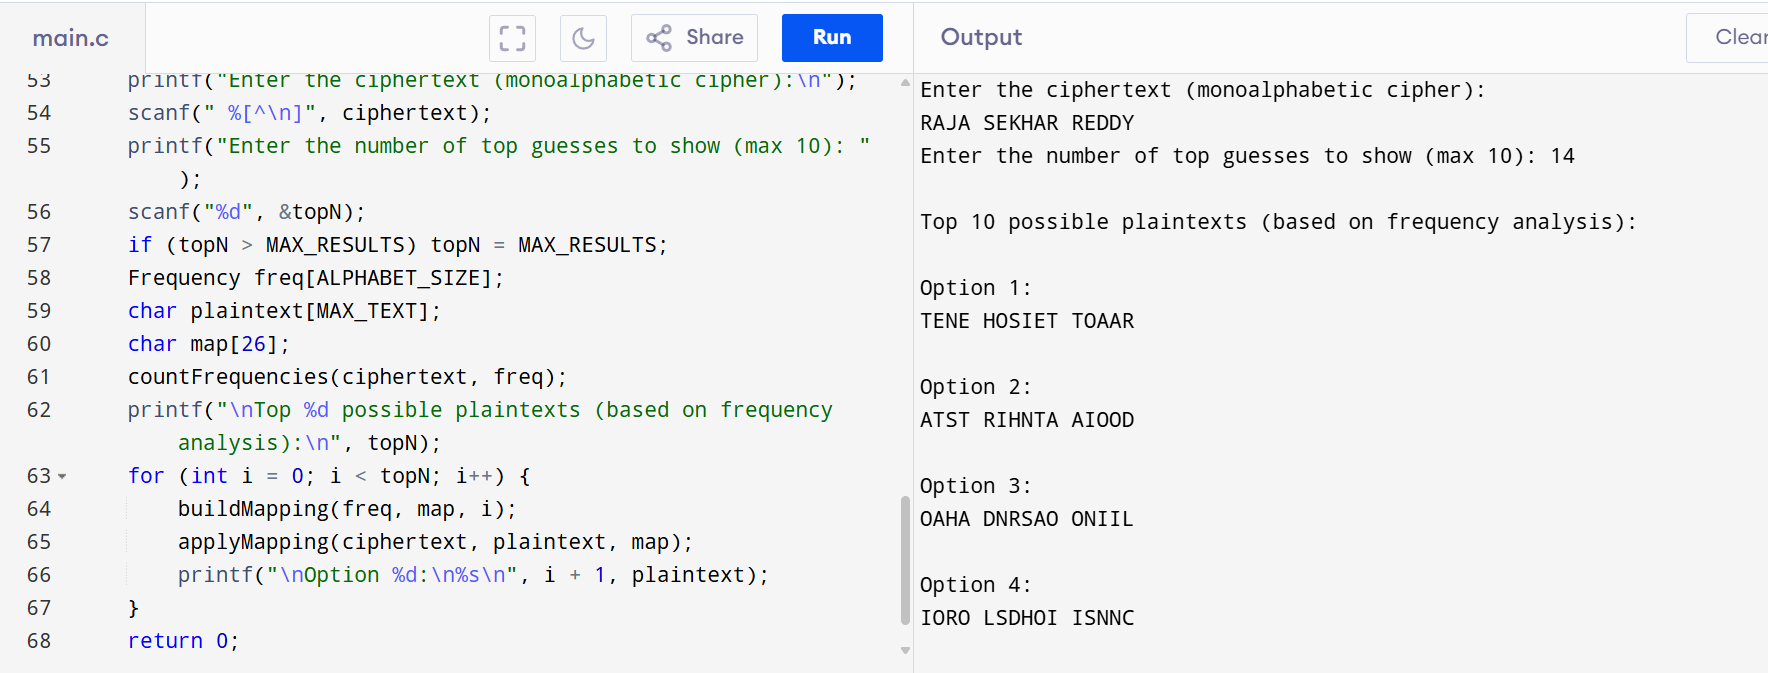 main.c
Share
Run
Output
Clear
53 printf("Enter the ciphertext (monoalphabetic cipher):\n");
54 scanf(" %[^\n]", ciphertext);
55 printf("Enter the number of top guesses to show (max 10): "
);
56 scanf("%d", &topN);
57 if (topN > MAX_RESULTS) topN = MAX_RESULTS;
58 Frequency freq[ALPHABET_SIZE];
59 char plaintext[MAX_TEXT];
60 char map[26];
61 countFrequencies(ciphertext, freq);
62 printf("\nTop %d possible plaintexts (based on frequency
analysis):\n", topN);
63 for (int i = 0; i < topN; i++) {
64 buildMapping(freq, map, i);
65 applyMapping(ciphertext, plaintext, map);
66 printf("\nOption %d:\n%s\n", i + 1, plaintext);
67 }
68 return 0;
Enter the ciphertext (monoalphabetic cipher):
RAJA SEKHAR REDDY
Enter the number of top guesses to show (max 10): 14
Top 10 possible plaintexts (based on frequency analysis):
Option 1:
TENE HOSIET TOAAR
Option 2:
ATST RIHNTA AIOOD
Option 3:
OAHA DNRSAO ONIIL
Option 4:
IORO LSDHOI ISNNC